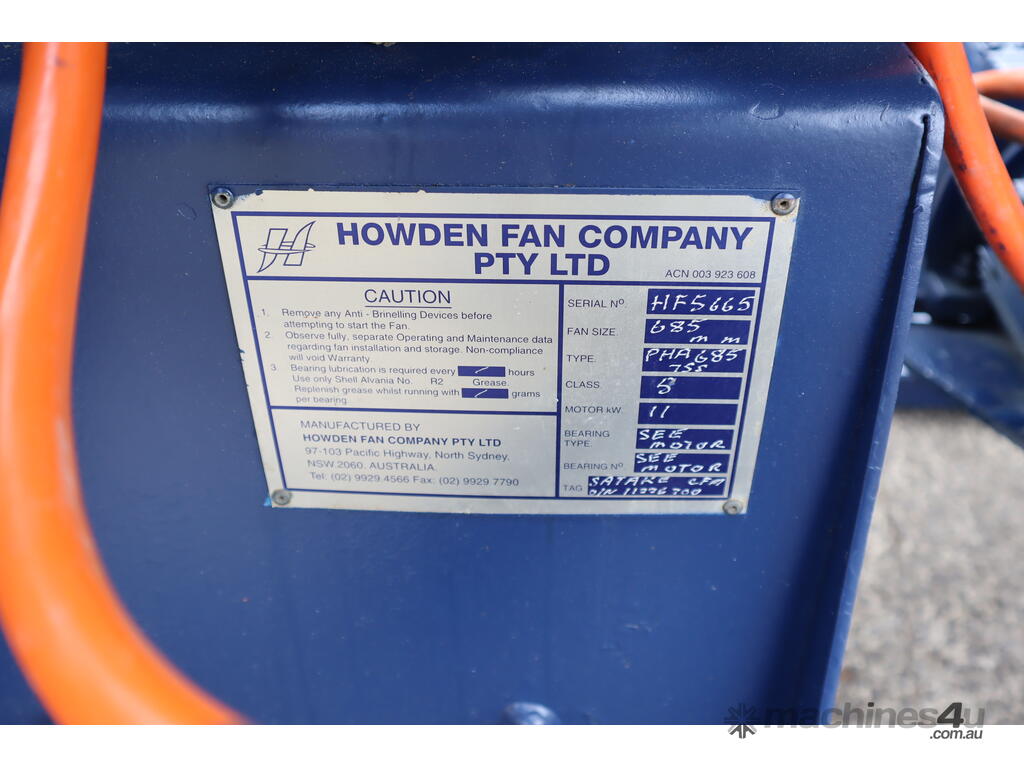 HOWDEN FAN COMPANY
PTY LTD
ACN 003 923 608
CAUTION
1. Remove any Anti - Brinelling Devices before
attempting to start the Fan.
2. Observe fully, separate Operating and Maintenance data
regarding fan installation and storage. Non-compliance
will void Warranty.
3 Bearing lubrication is required every / hours
Use only Shell Alvania No. R2 Grease.
Replenish grease whilst running with / grams
per bearing.
MANUFACTURED BY
HOWDEN FAN COMPANY PTY LTD
97-103 Pacific Highway, North Sydney.
NSW.2060. AUSTRALIA.
Tel: (02) 9929.4566 Fax: (02) 9929 7790
SERIAL Nº. HF5665
FAN SIZE. 685
mm
TYPE. PHA685
7SS
CLASS 5
MOTOR kW 11
BEARING TYPE. SEE MOTOR
BEARING Nº. SEE MOTOR
TAG SATAKE CFM
O/N
machines4u
.com.au